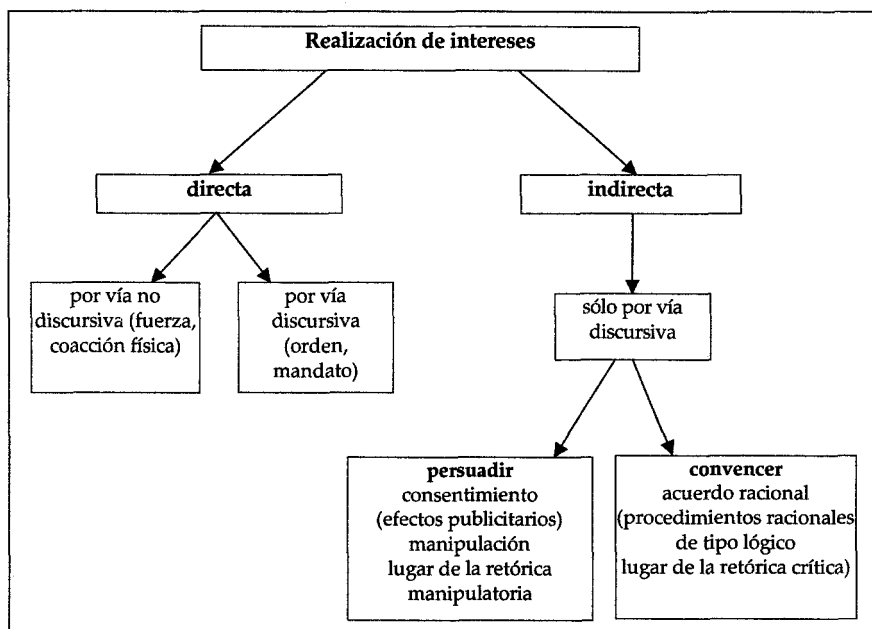 Realización de intereses
directa
indirecta
por vía no
discursiva (fuerza,
coacción física)
por vía
discursiva
(orden,
mandato)
sólo por vía
discursiva
persuadir
consentimiento
(efectos publicitarios)
manipulación
lugar de la retórica
manipulatoria
convencer
acuerdo racional
(procedimientos racionales
de tipo lógico
lugar de la retórica crítica)